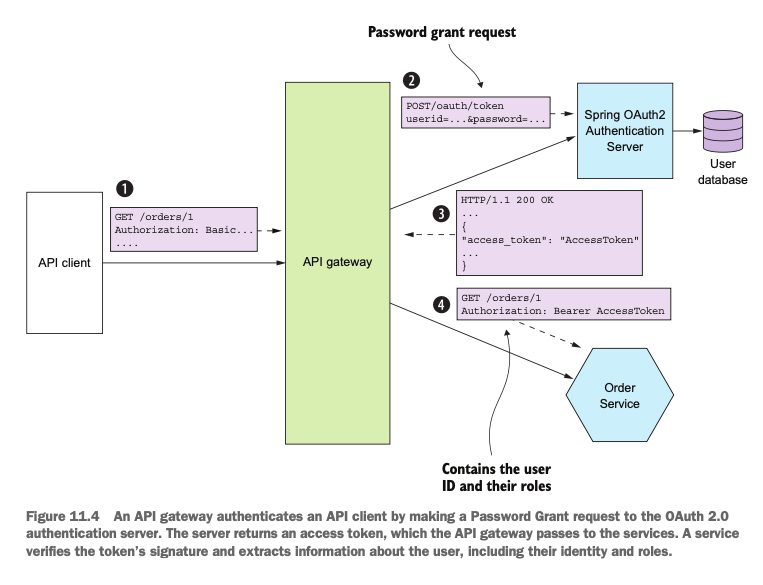 Password grant request
2
POST/oauth/token
userid=...&password=...
Spring OAuth2
Authentication
Server
User
database
1
GET /orders/1
Authorization: Basic...
....
API client
API gateway
3
HTTP/1.1 200 OK
...
{
"access_token": "AccessToken"
...
}
4
GET /orders/1
Authorization: Bearer AccessToken
Order
Service
Contains the user
ID and their roles
Figure 11.4 An API gateway authenticates an API client by making a Password Grant request to the OAuth 2.0
authentication server. The server returns an access token, which the API gateway passes to the services. A service
verifies the token's signature and extracts information about the user, including their identity and roles.